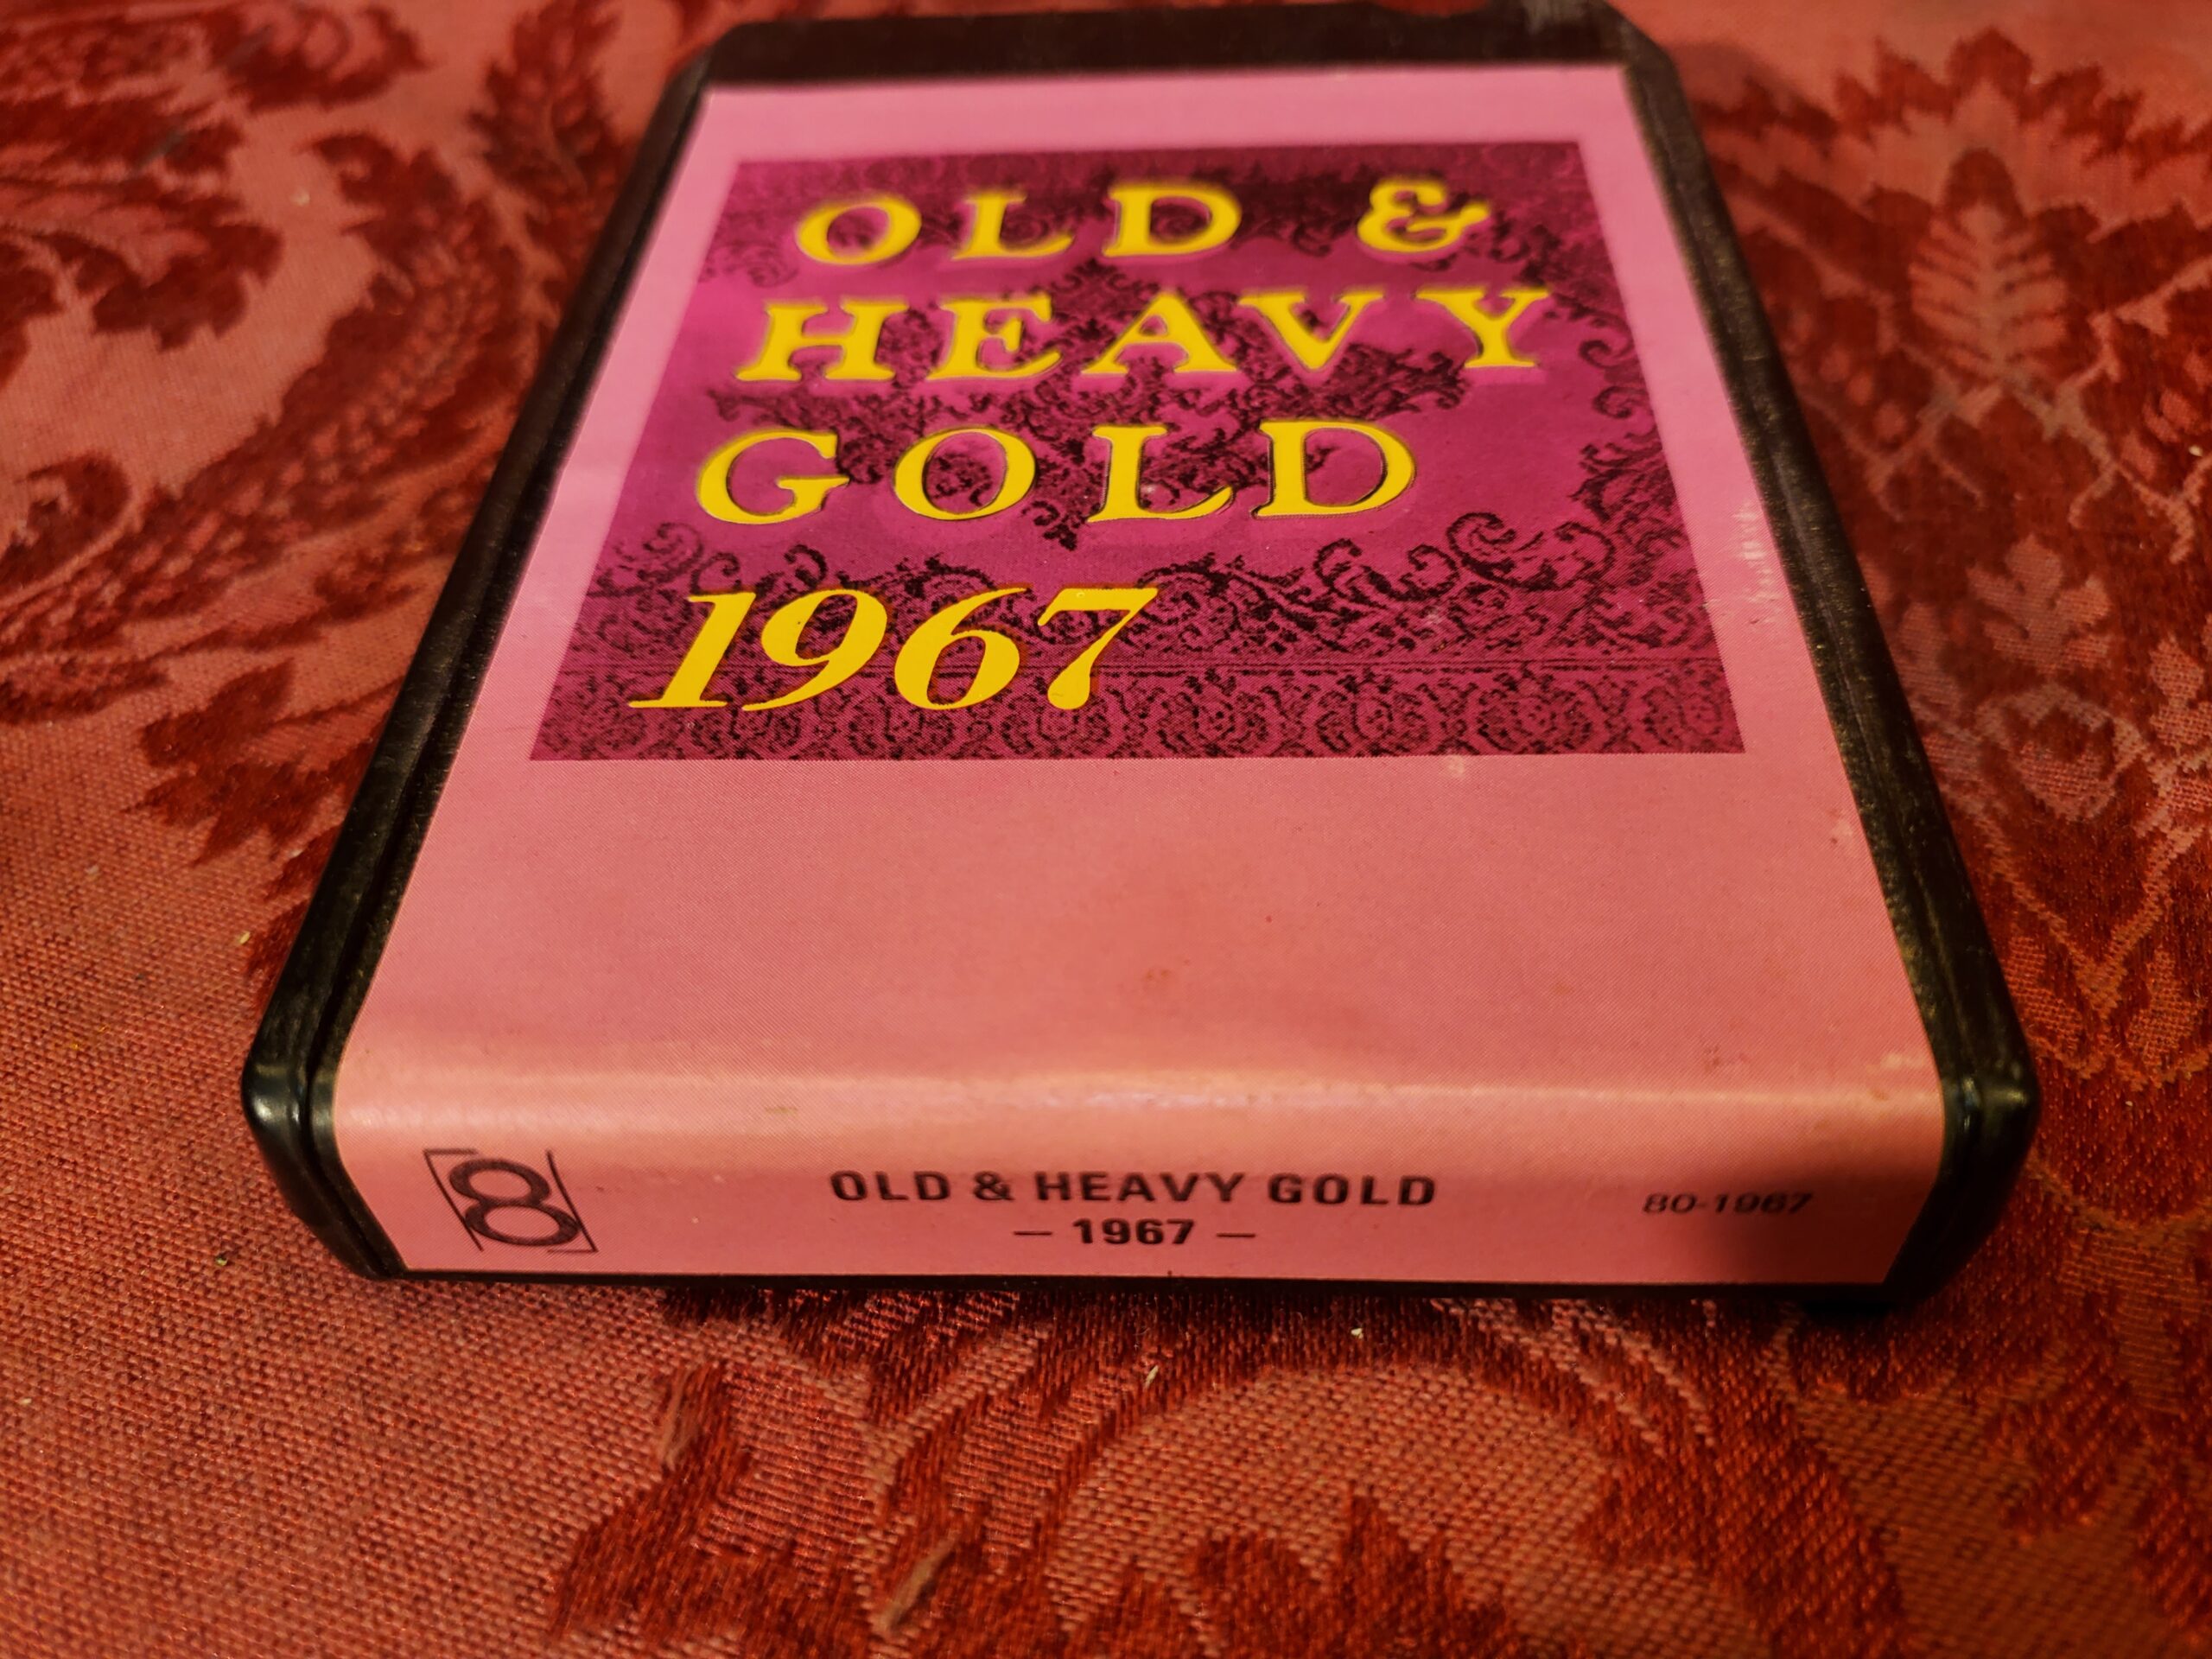 OLD &
HEAVY
GOLD
1967
8
OLD & HEAVY GOLD
— 1967 —
80-1967